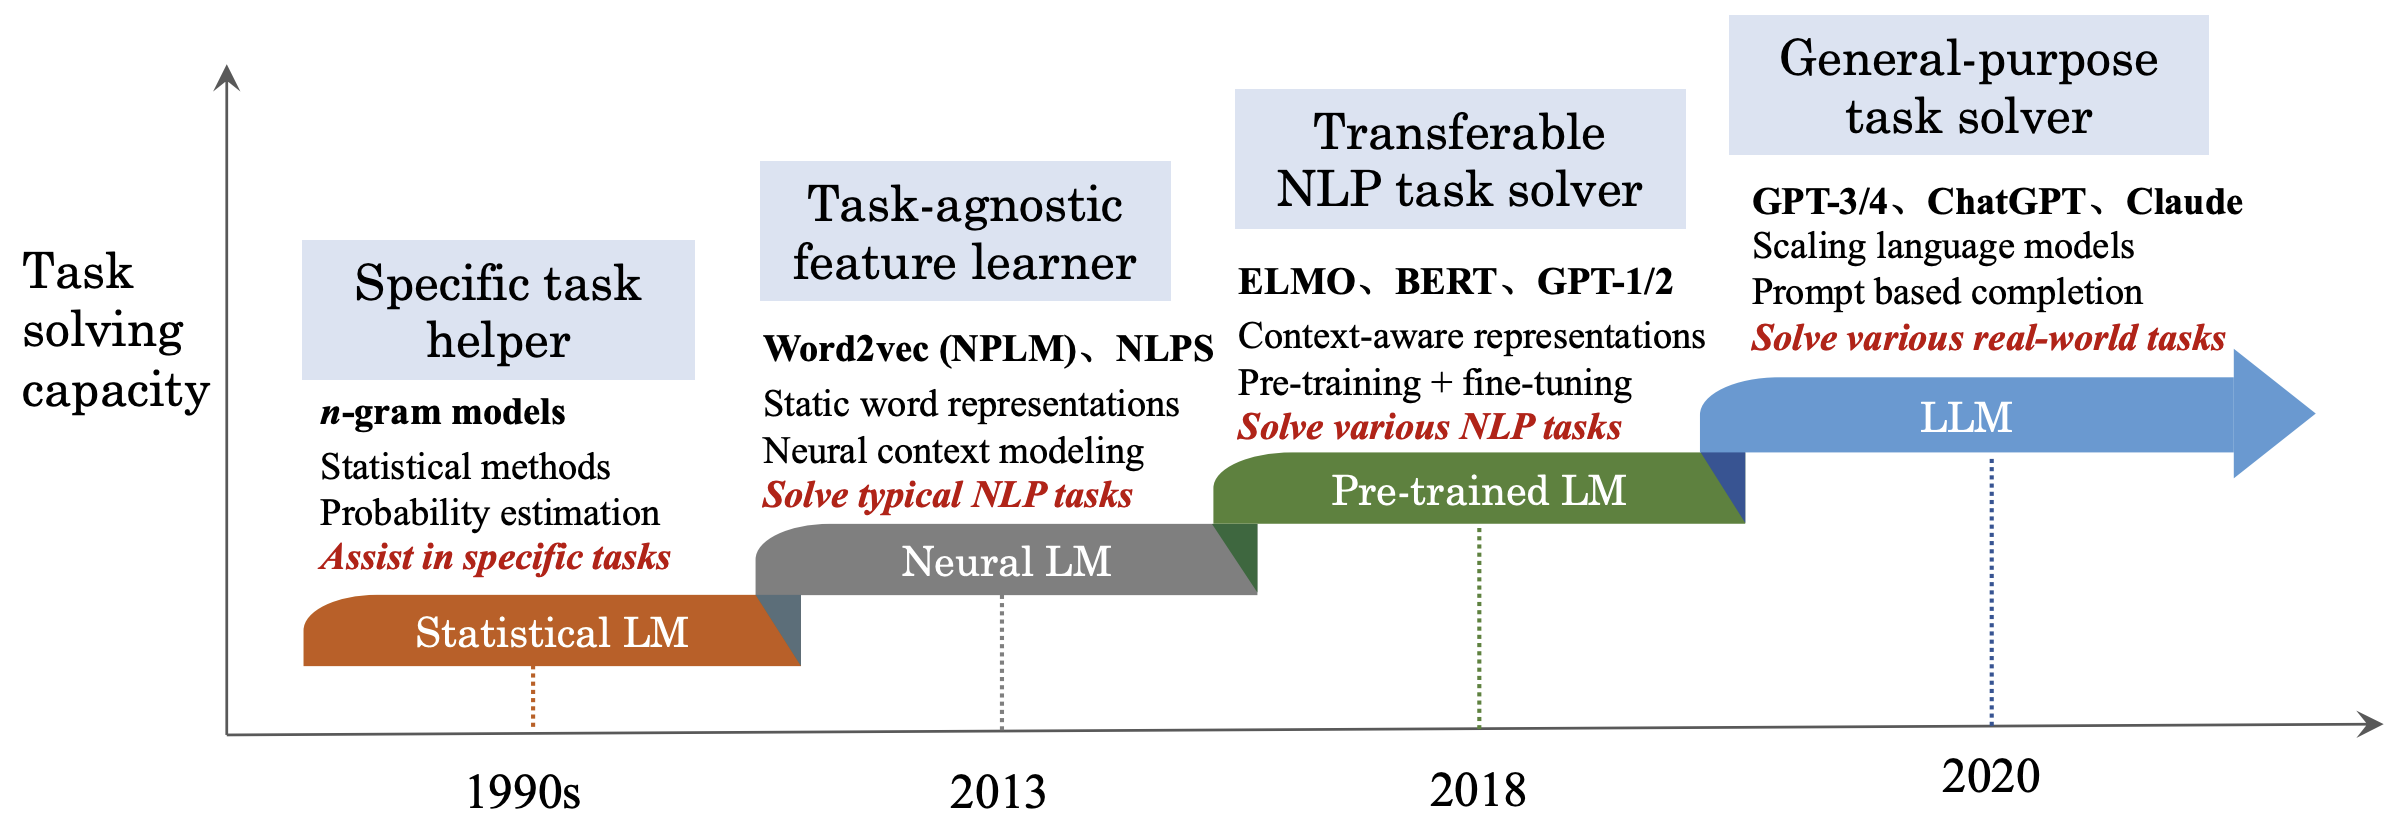 Task
solving
capacity
Specific task
helper
n-gram models
Statistical methods
Probability estimation
Assist in specific tasks
Statistical LM
1990s
Task-agnostic
feature learner
Word2vec (NPLM)、NLPS
Static word representations
Neural context modeling
Solve typical NLP tasks
Neural LM
2013
Transferable
NLP task solver
ELMO、BERT、GPT-1/2
Context-aware representations
Pre-training + fine-tuning
Solve various NLP tasks
Pre-trained LM
2018
General-purpose
task solver
GPT-3/4、ChatGPT、Claude
Scaling language models
Prompt based completion
Solve various real-world tasks
LLM
2020